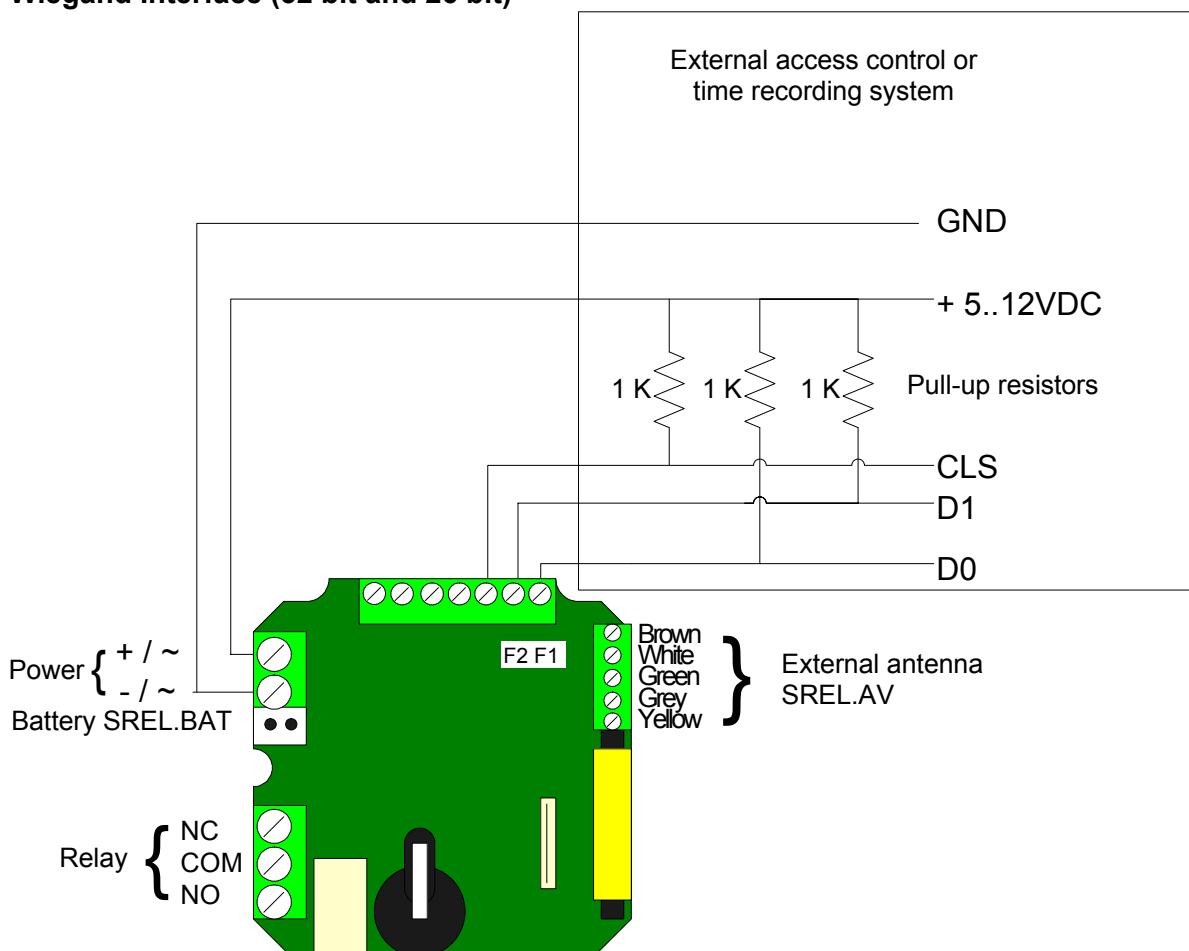 Wiegand interface (32 bit and 26 bit)
External access control or
time recording system
GND
+ 5..12VDC
1 K 1 K 1 K Pull-up resistors
CLS
D1
D0
F2 F1
Power { + / ~
- / ~
Battery SREL.BAT
Brown
White
Green
Grey
Yellow
} External antenna
SREL.AV
Relay { NC
COM
NO